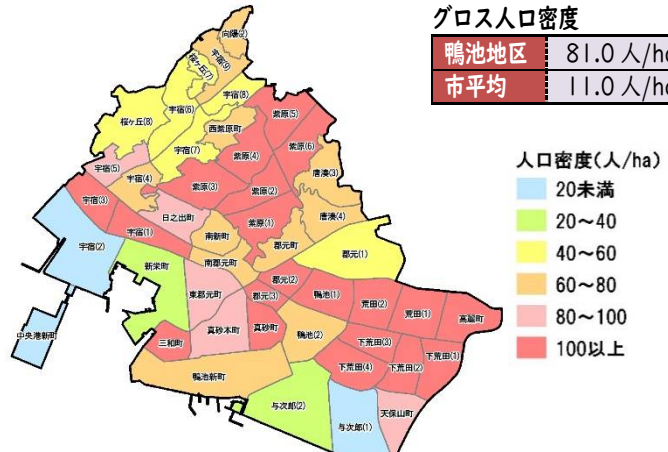 グロス人口密度
鴨池地区 81.0 人/ha
市平均 11.0 人/ha
人口密度(人/ha)
20未満
20～40
40～60
60～80
80～100
100以上
向陽(2)
宇宿(9)
桜ケ丘(7)
宇宿(8)
宇宿(6)
桜ケ丘(8)
西紫原町
紫原(5)
宇宿(7)
紫原(4)
紫原(6)
宇宿(5)
宇宿(4)
唐湊(3)
紫原(3)
紫原(2)
宇宿(3)
日之出町
唐湊(4)
紫原(1)
宇宿(1)
南新町
郡元町
宇宿(2)
郡元(1)
南郡元町
新栄町
郡元(2)
東郡元町
郡元(3)
鴨池(1)
荒田(2)
荒田(1)
高麗町
真砂本町
真砂町
鴨池(2)
中央港新町
三和町
下荒田(3)
下荒田(1)
下荒田(4)
下荒田(2)
鴨池新町
与次郎(2)
天保山町
与次郎(1)